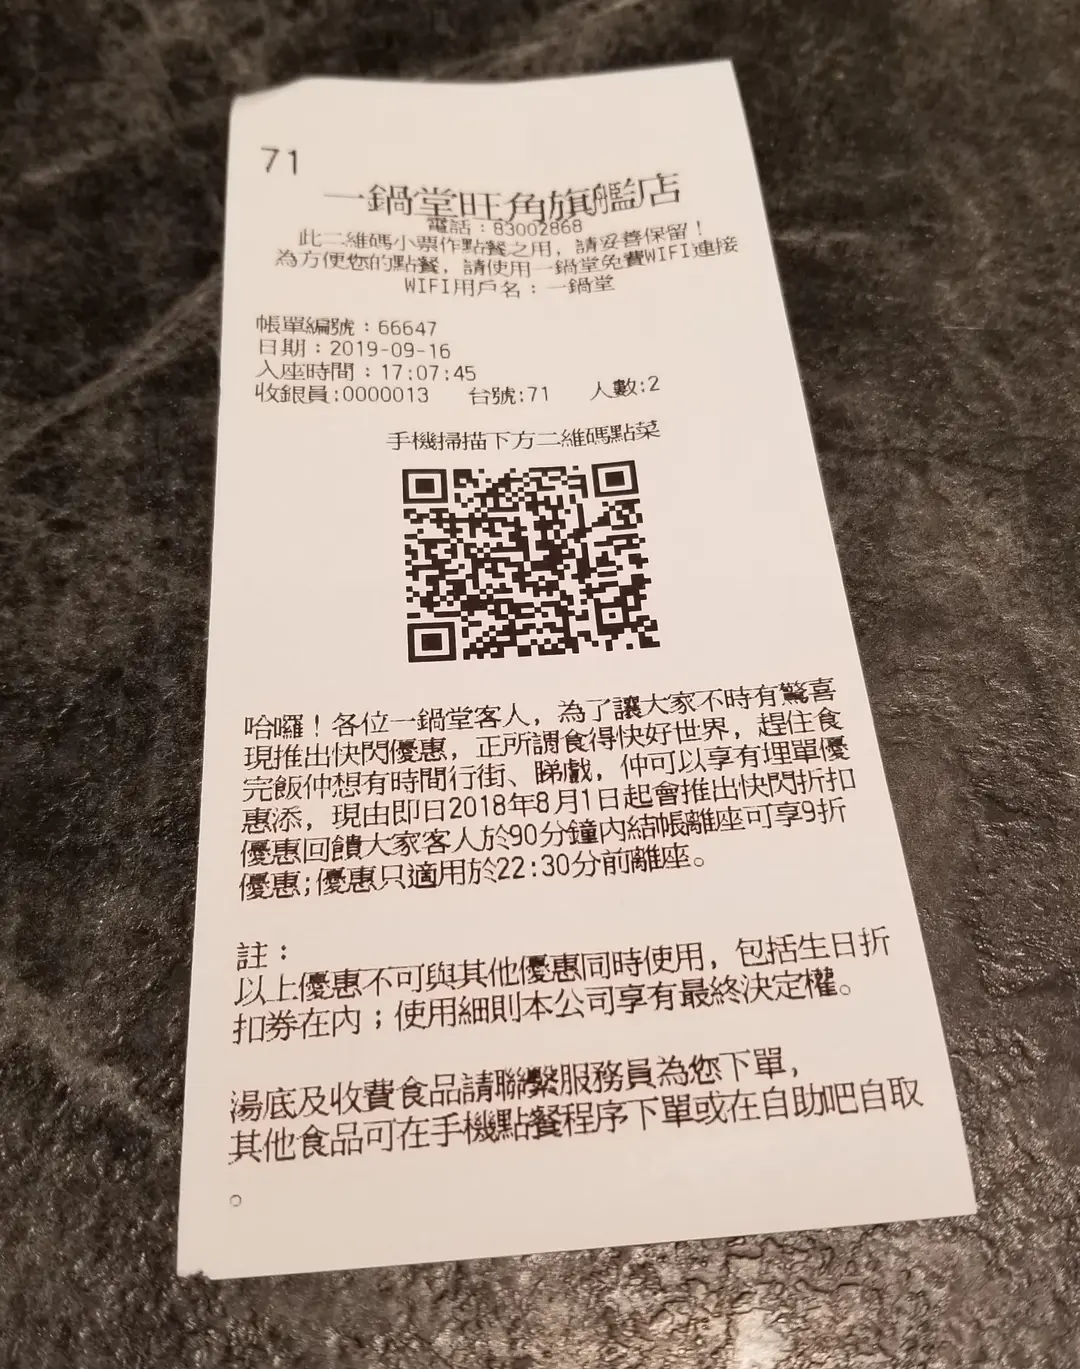 71
一鍋堂旺角旗艦店
電話：83002868
此二維碼小票作點餐之用，請妥善保留！
為方便您的點餐，請使用一鍋堂免費WIFI連接
WIFI用戶名：一鍋堂
帳單編號：66647
日期：2019-09-16
入座時間：17:07:45
收銀員:0000013 台號:71 人數:2
手機掃描下方二維碼點菜
哈囉！各位一鍋堂客人，為了讓大家不時有驚喜
現推出快閃優惠，正所謂食得快好世界，趕住食
完飯仲想有時間行街、睇戲，仲可以享有埋單優
惠添，現由即日2018年8月1日起會推出快閃折扣
優惠回饋大家客人於90分鐘內結帳離座可享9折
優惠;優惠只適用於22:30分前離座。
註：
以上優惠不可與其他優惠同時使用，包括生日折
扣券在內；使用細則本公司享有最終決定權。
湯底及收費食品請聯繫服務員為您下單，
其他食品可在手機點餐程序下單或在自助吧自取
。